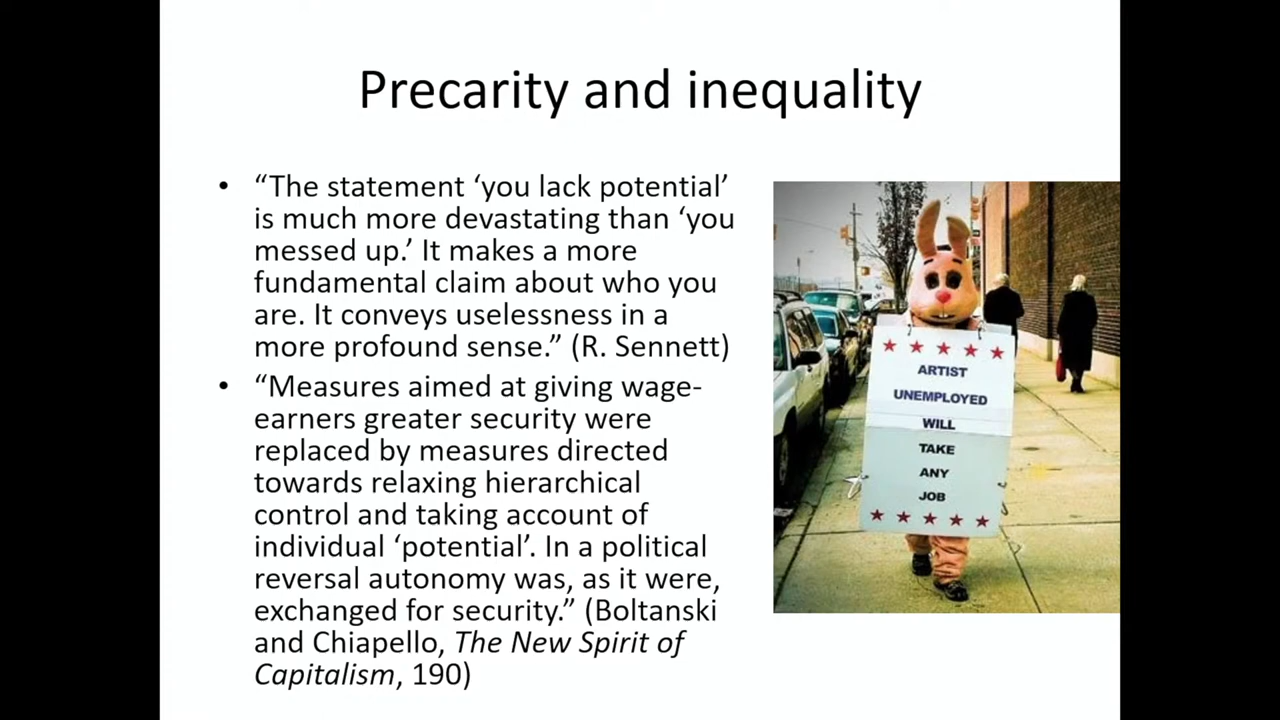 Precarity and inequality
• “The statement ‘you lack potential’
is much more devastating than ‘you
messed up.’ It makes a more
fundamental claim about who you
are. It conveys uselessness in a
more profound sense.” (R. Sennett)
• “Measures aimed at giving wage-
earners greater security were
replaced by measures directed
towards relaxing hierarchical
control and taking account of
individual ‘potential’. In a political
reversal autonomy was, as it were,
exchanged for security.” (Boltanski
and Chiapello, The New Spirit of
Capitalism, 190)
ARTIST
UNEMPLOYED
WILL
TAKE
ANY
JOB